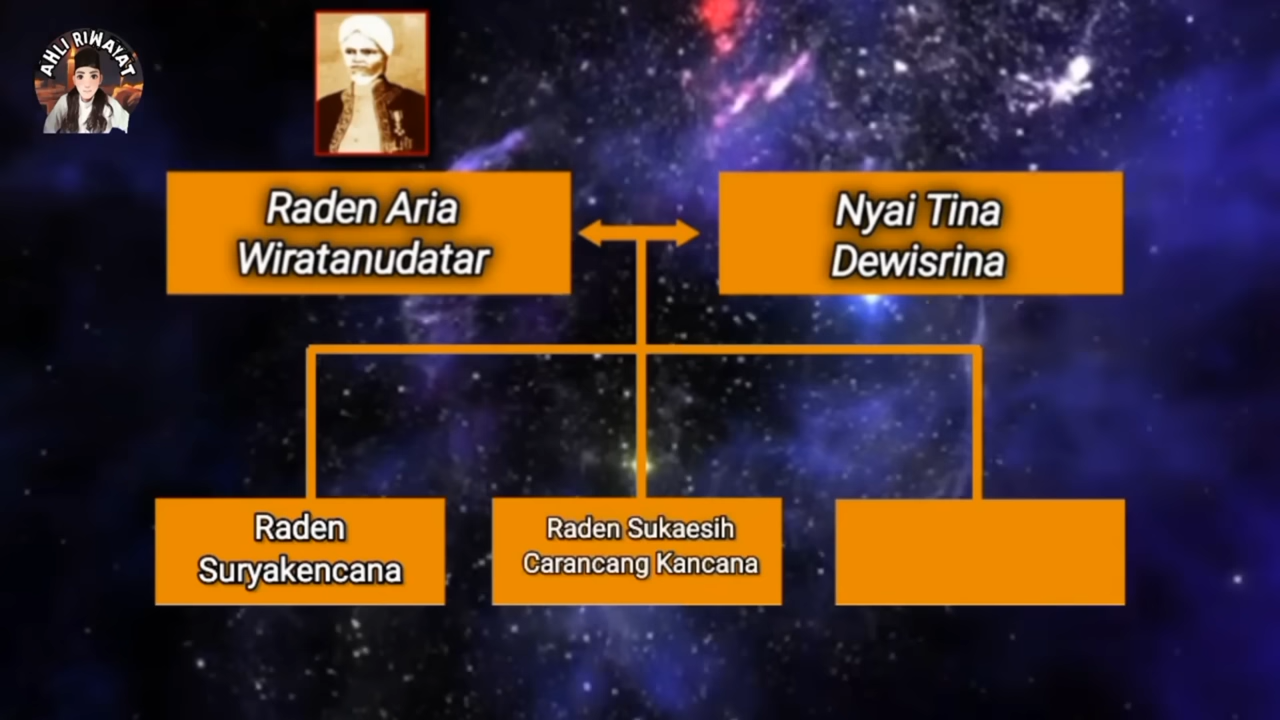 AHLI RIWAYAT
Raden Aria
Wiratanudatar
Nyai Tina
Dewisrina
Raden
Suryakencana
Raden Sukaesih
Carancang Kancana